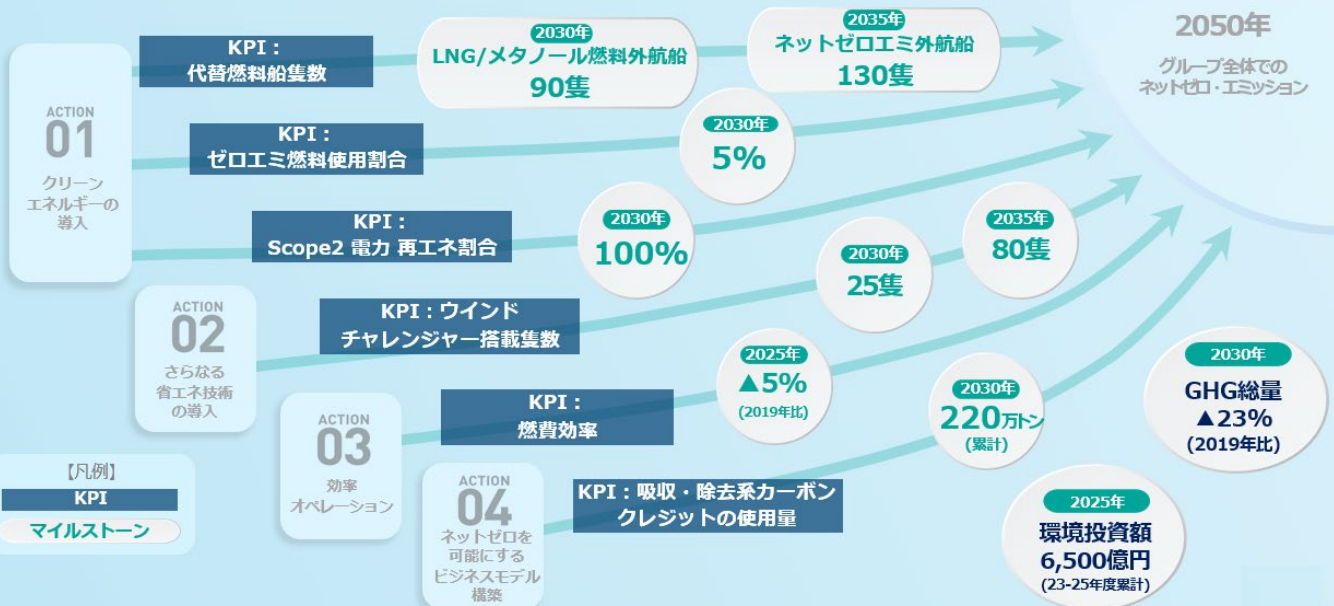 KPI：
代替燃料船隻数
2030年
LNG/メタノール燃料外航船
90隻
2035年
ネットゼロエミ外航船
130隻
2050年
グループ全体での
ネットゼロ・エミッション
ACTION
01
クリーン
エネルギーの
導入
KPI：
ゼロエミ燃料使用割合
2030年
5%
KPI：
Scope2 電力 再エネ割合
2030年
100%
ACTION
02
さらなる
省エネ技術
の導入
KPI：ウインド
チャレンジャー搭載隻数
2030年
25隻
2035年
80隻
ACTION
03
効率
オペレーション
KPI：
燃費効率
2025年
▲5%
(2019年比)
ACTION
04
ネットゼロを
可能にする
ビジネスモデル
構築
KPI：吸収・除去系カーボン
クレジットの使用量
2030年
220万トン
(累計)
2030年
GHG総量
▲23%
(2019年比)
2025年
環境投資額
6,500億円
(23-25年度累計)
【凡例】
KPI
マイルストーン